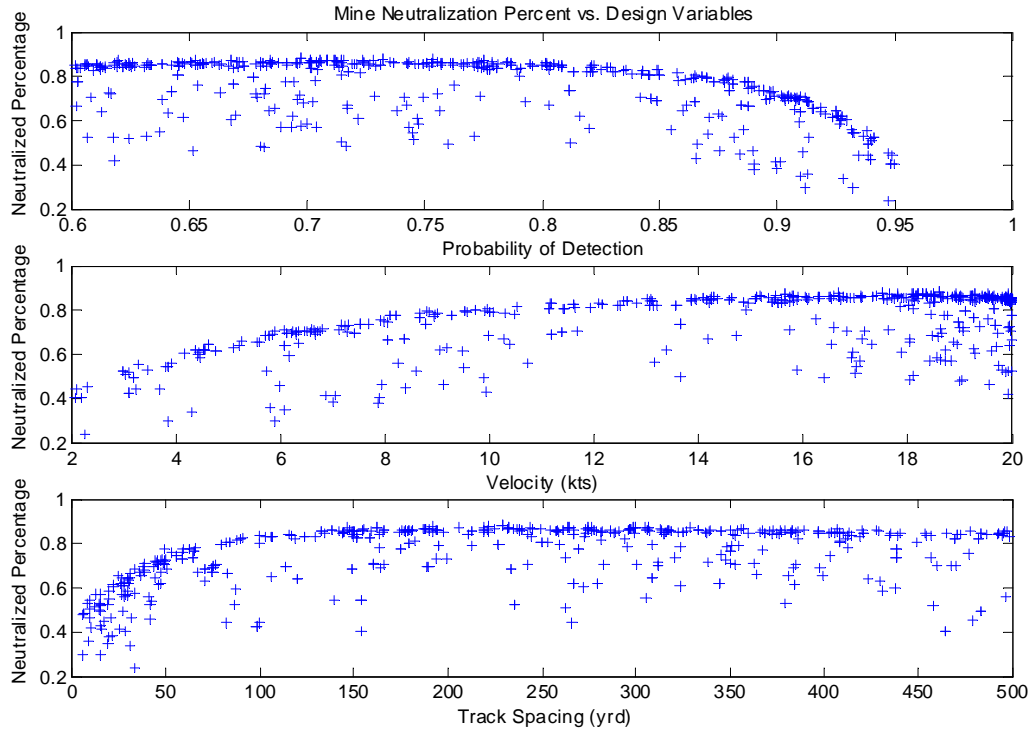 Mine Neutralization Percent vs. Design Variables
Neutralized Percentage
1
0.8
0.6
0.4
0.2
0.6 0.65 0.7 0.75 0.8 0.85 0.9 0.95 1
Probability of Detection
Neutralized Percentage
1
0.8
0.6
0.4
0.2
2 4 6 8 10 12 14 16 18 20
Velocity (kts)
Neutralized Percentage
1
0.8
0.6
0.4
0.2
0 50 100 150 200 250 300 350 400 450 500
Track Spacing (yrd)